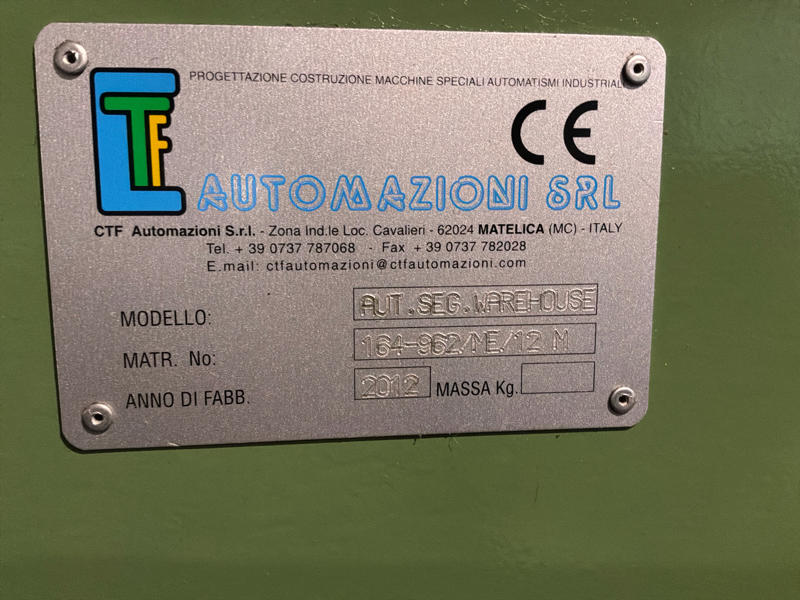 PROGETTAZIONE COSTRUZIONE MACCHINE SPECIALI AUTOMATISMI INDUSTRIALI
CTF
CE
AUTOMAZIONI SRL
CTF Automazioni S.r.l. - Zona Ind.le Loc. Cavalieri - 62024 MATELICA (MC) - ITALY
Tel. + 39 0737 787068 - Fax + 39 0737 782028
E.mail: ctfautomazioni@ctfautomazioni.com
MODELLO: AUT.SEG.WAREHOUSE
MATR. No: 164-962/ME/12 M
ANNO DI FABB. 2012 MASSA Kg.